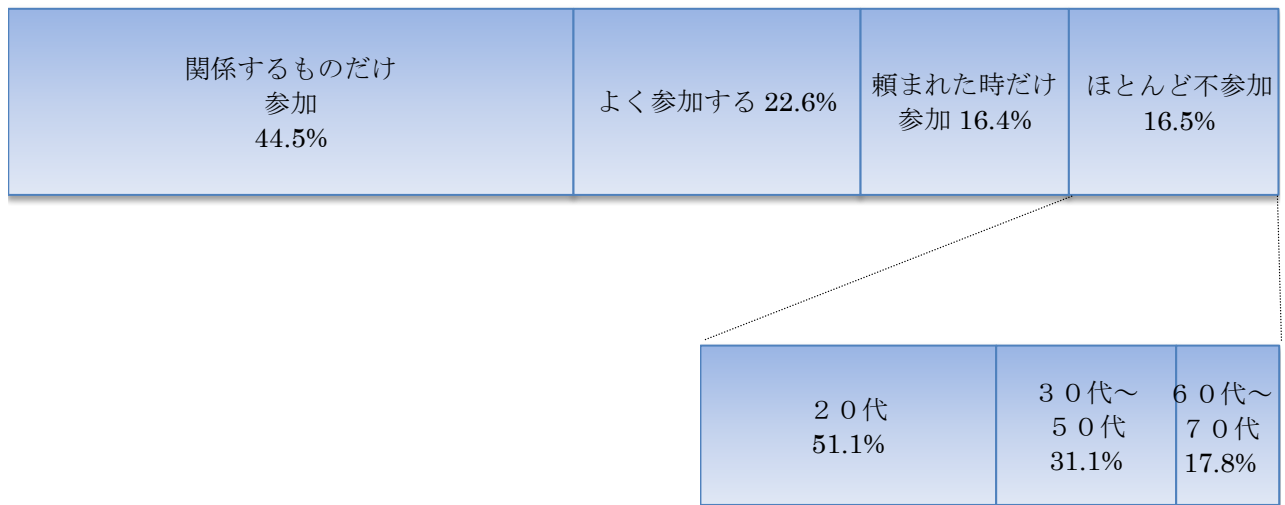 関係するものだけ
参加
44.5%
よく参加する 22.6%
頼まれた時だけ
参加 16.4%
ほとんど不参加
16.5%
２０代
51.1%
３０代～
５０代
31.1%
６０代～
７０代
17.8%